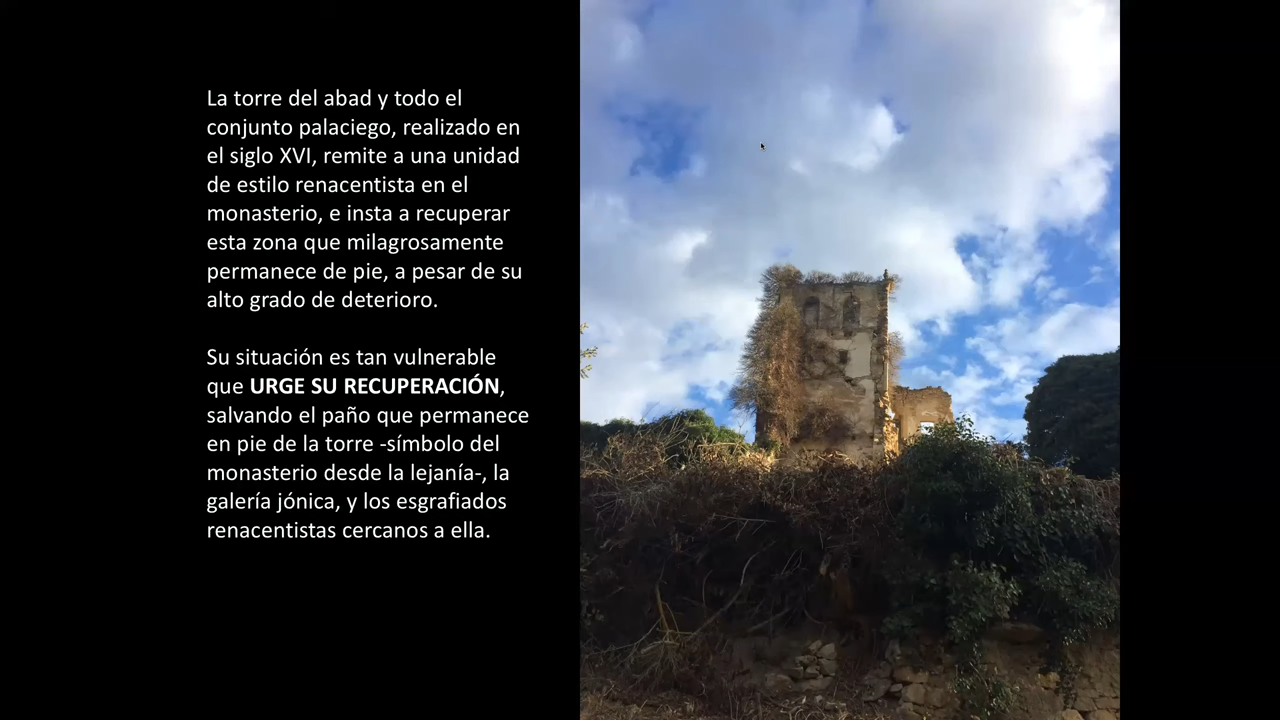 La torre del abad y todo el
conjunto palaciego, realizado en
el siglo XVI, remite a una unidad
de estilo renacentista en el
monasterio, e insta a recuperar
esta zona que milagrosamente
permanece de pie, a pesar de su
alto grado de deterioro.
Su situación es tan vulnerable
que URGE SU RECUPERACIÓN,
salvando el paño que permanece
en pie de la torre -símbolo del
monasterio desde la lejanía-, la
galería jónica, y los esgrafiados
renacentistas cercanos a ella.